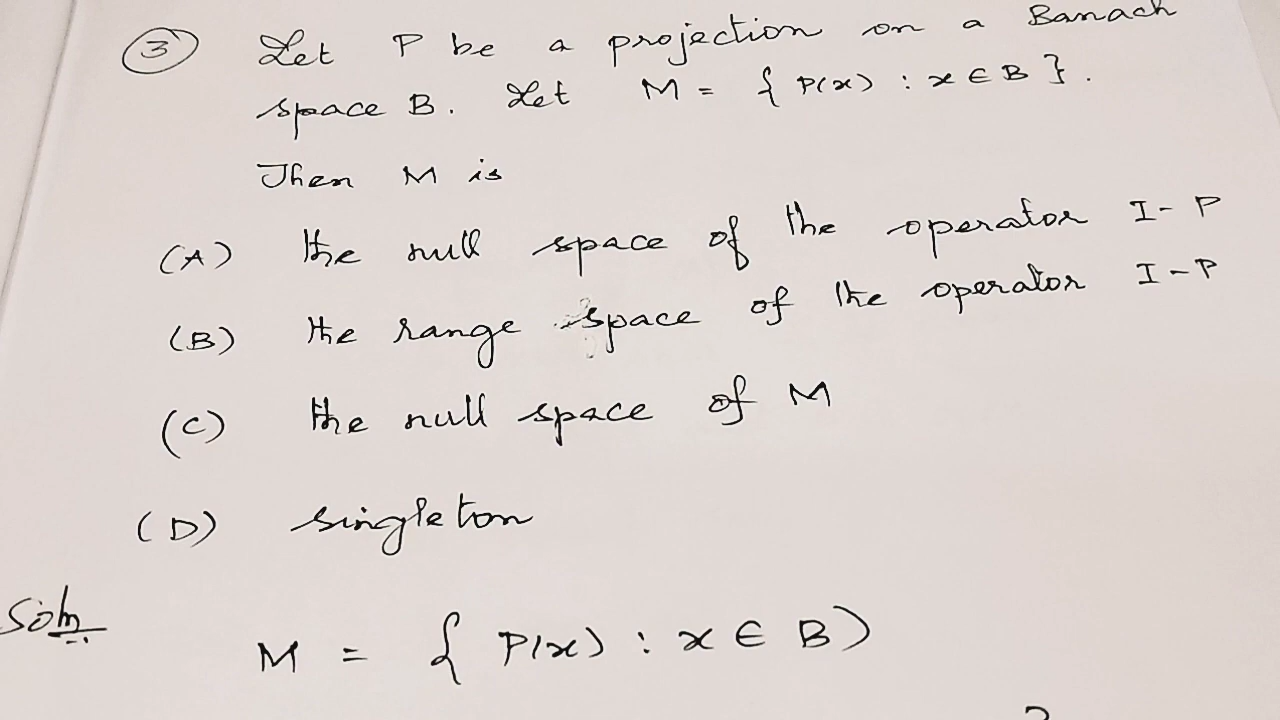 ③ Let P be a projection on a Banach
space B. Let M = { P(x) : x ∈ B }.
Then M is
(A) the null space of the operator I - P
(B) the range space of the operator I - P
(C) the null space of M
(D) singleton
Soln
M = { P(x) : x ∈ B )